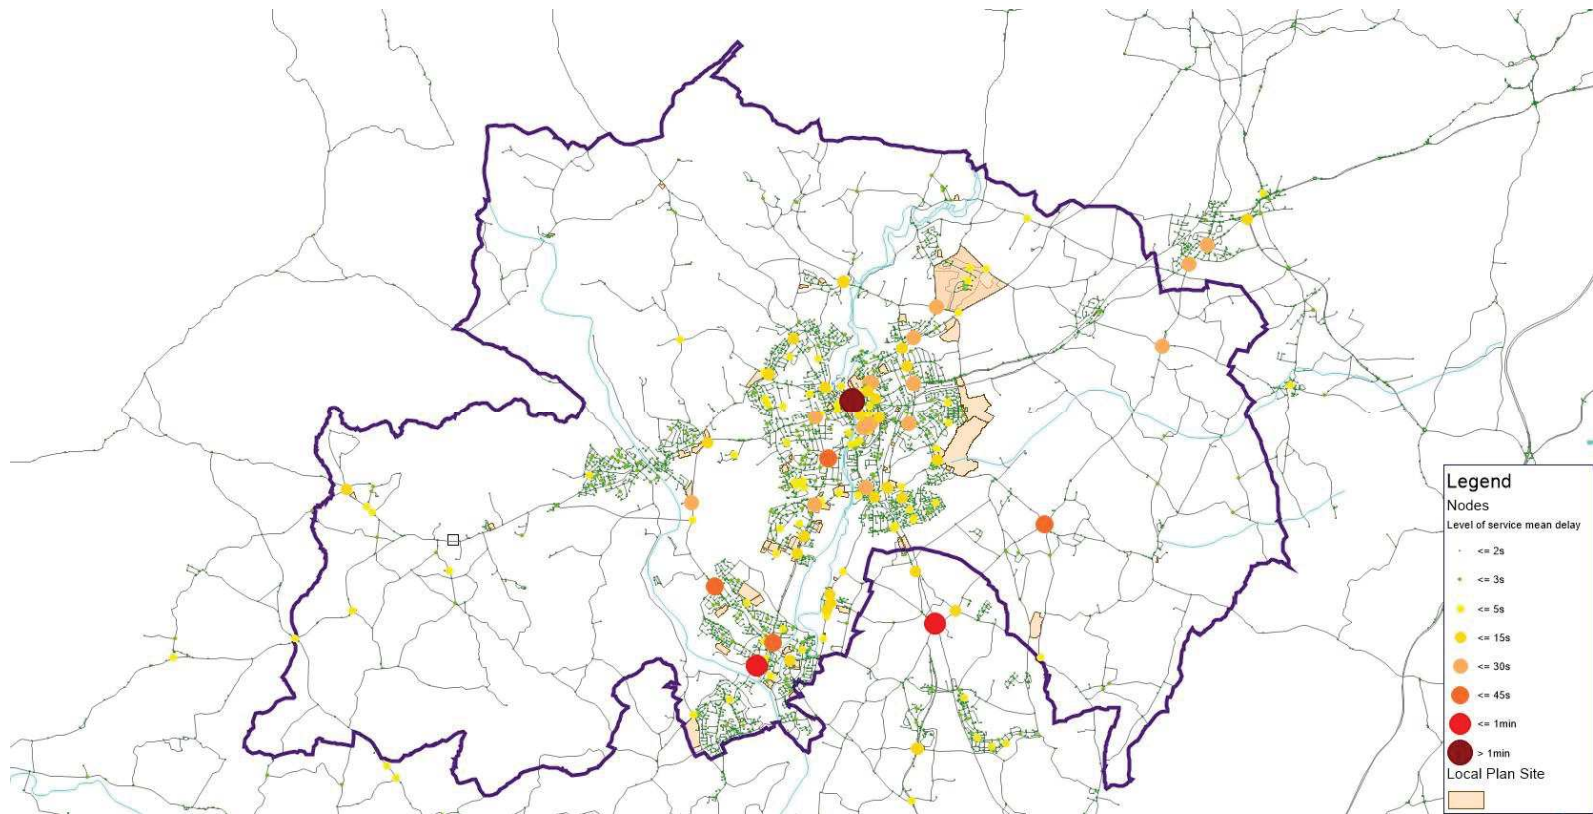 Legend
Nodes
Level of service mean delay
<= 2s
<= 3s
<= 5s
<= 15s
<= 30s
<= 45s
<= 1min
> 1min
Local Plan Site